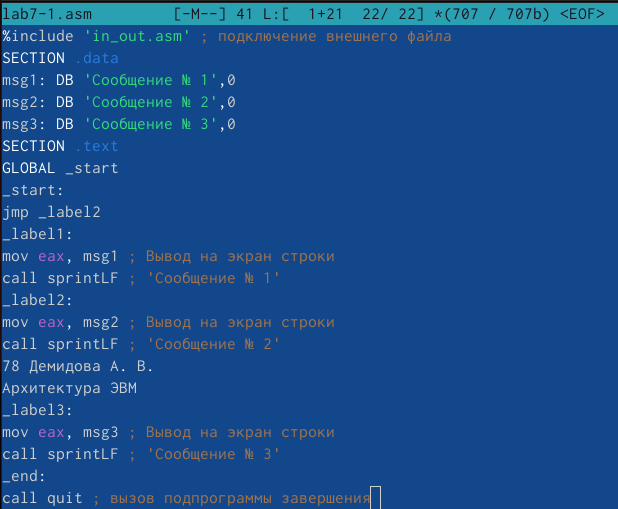 lab7-1.asm [-M--] 41 L:[ 1+21 22/ 22] *(707 / 707b) <EOF>
%include 'in_out.asm' ; подключение внешнего файла
SECTION .data
msg1: DB 'Сообщение № 1',0
msg2: DB 'Сообщение № 2',0
msg3: DB 'Сообщение № 3',0
SECTION .text
GLOBAL _start
_start:
jmp _label2
_label1:
mov eax, msg1 ; Вывод на экран строки
call sprintLF ; 'Сообщение № 1'
_label2:
mov eax, msg2 ; Вывод на экран строки
call sprintLF ; 'Сообщение № 2'
78 Демидова А. В.
Архитектура ЭВМ
_label3:
mov eax, msg3 ; Вывод на экран строки
call sprintLF ; 'Сообщение № 3'
_end:
call quit ; вызов подпрограммы завершения